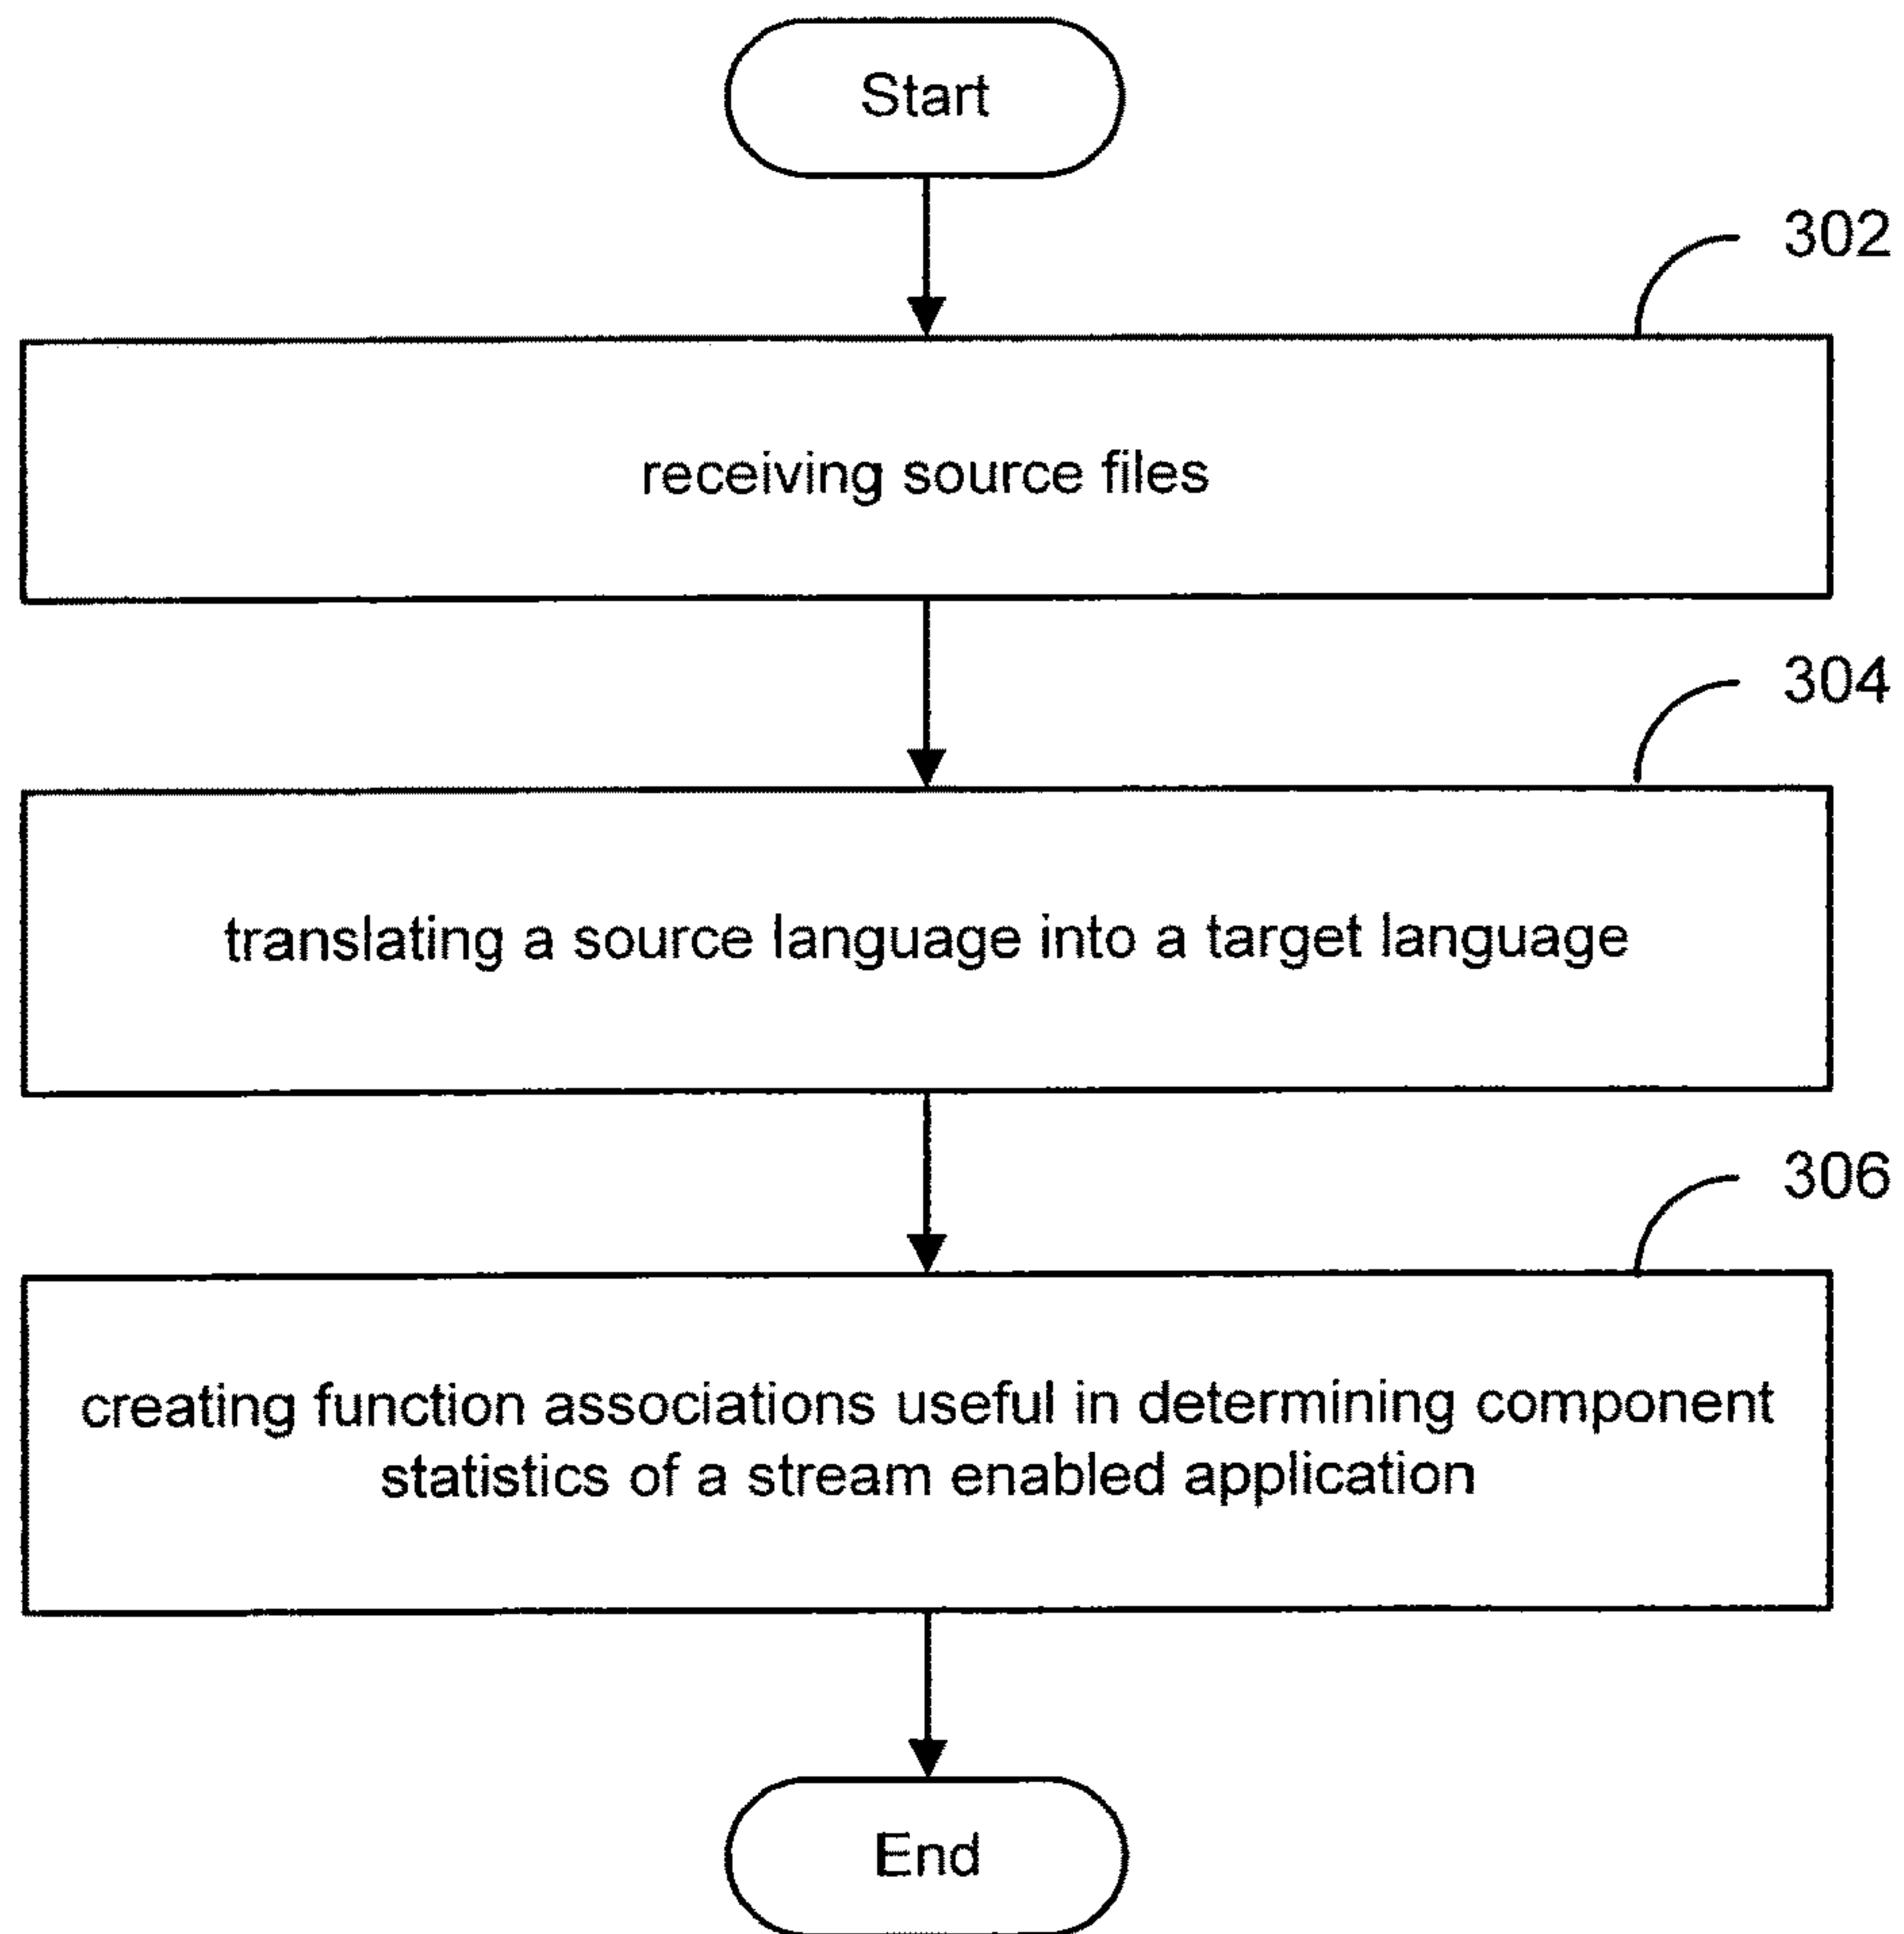 Start
302
receiving source files
304
translating a source language into a target language
306
creating function associations useful in determining component
statistics of a stream enabled application
End